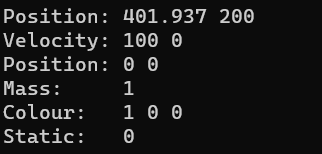 Position: 401.937 200
Velocity: 100 0
Position: 0 0
Mass:     1
Colour:   1 0 0
Static:   0